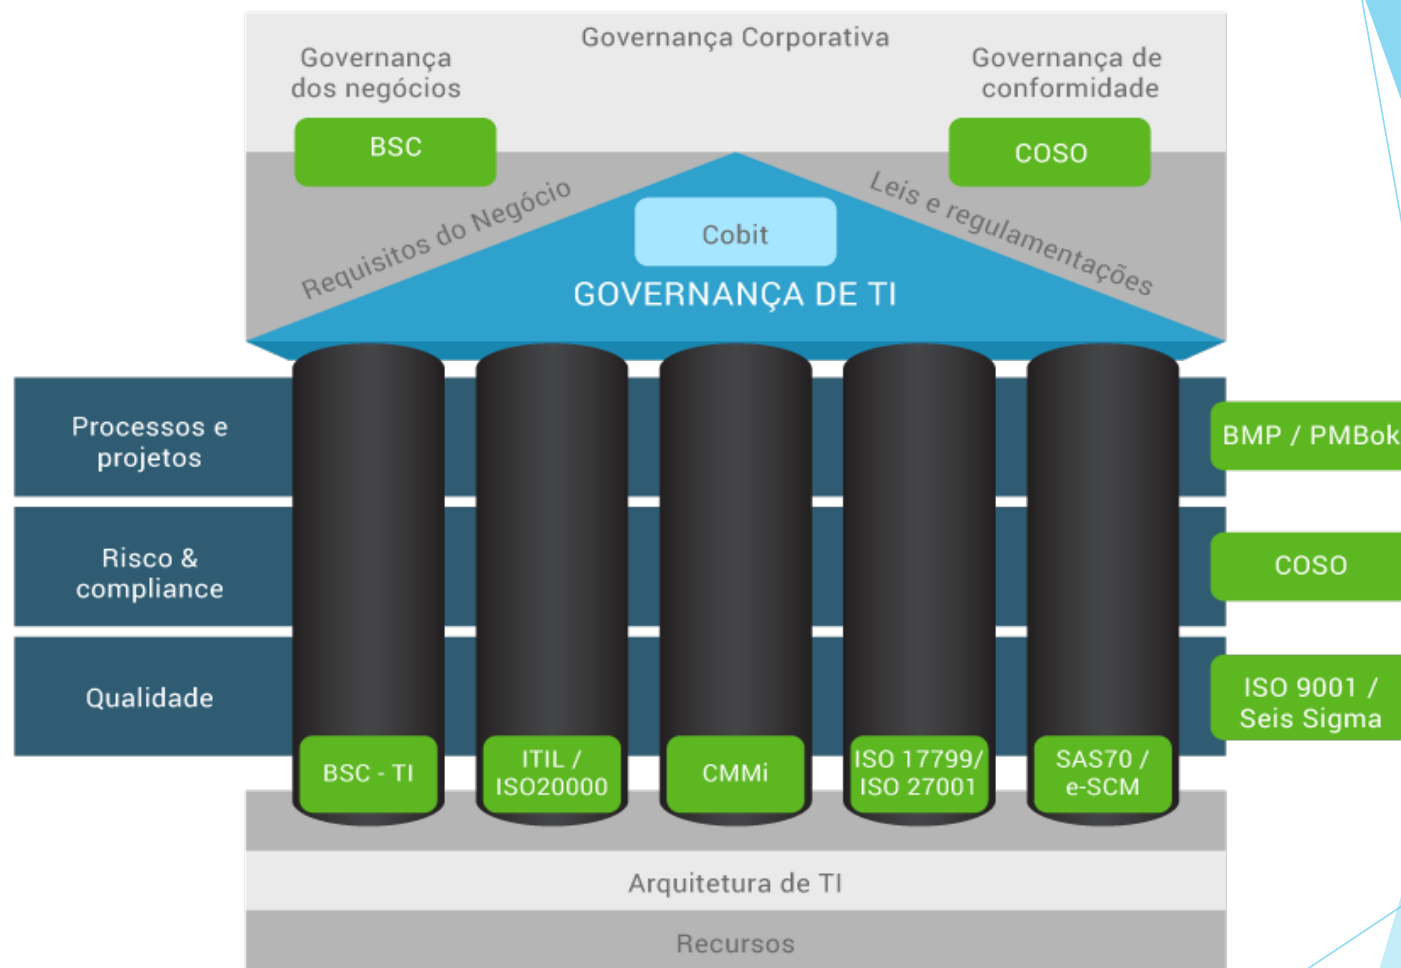 Governança Corporativa
Governança
dos negócios
Governança de
conformidade
BSC
COSO
Requisitos do Negócio
Leis e regulamentações
Cobit
GOVERNANÇA DE TI
Processos e
projetos
BMP / PMBok
Risco &
compliance
COSO
Qualidade
ISO 9001 /
Seis Sigma
BSC - TI
ITIL /
ISO20000
CMMi
ISO 17799/
ISO 27001
SAS70 /
e-SCM
Arquitetura de TI
Recursos